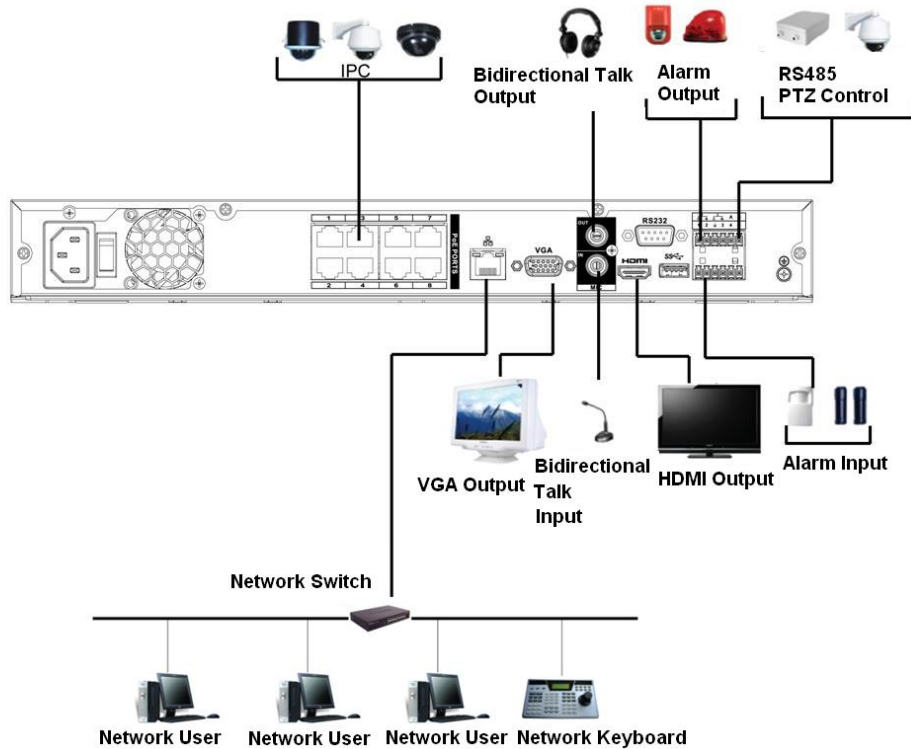 IPC
Bidirectional Talk
Output
Alarm
Output
RS485
PTZ Control
1 3 5 7
2 4 6 8
PoE PORTS
VGA
OUT
IN
MIC
RS232
HDMI
SS
VGA Output
Bidirectional
Talk
Input
HDMI Output
Alarm Input
Network Switch
Network User
Network User
Network User
Network Keyboard